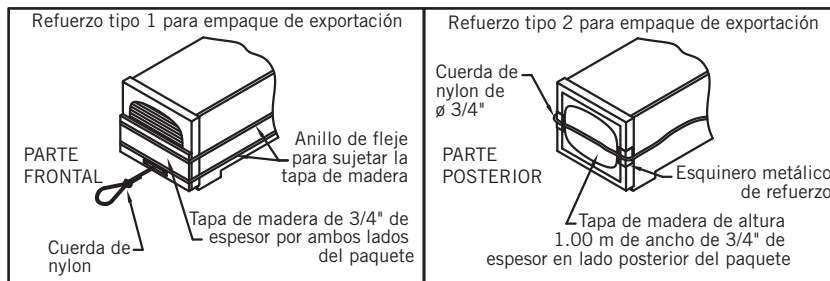 Refuerzo tipo 1 para empaque de exportación
PARTE
FRONTAL
Anillo de fleje
para sujetar la
tapa de madera
Tapa de madera de 3/4" de
espesor por ambos lados
del paquete
Cuerda de
nylon
Refuerzo tipo 2 para empaque de exportación
Cuerda de
nylon de
ø 3/4"
PARTE
POSTERIOR
Esquinero metálico
de refuerzo
Tapa de madera de altura
1.00 m de ancho de 3/4" de
espesor en lado posterior del paquete